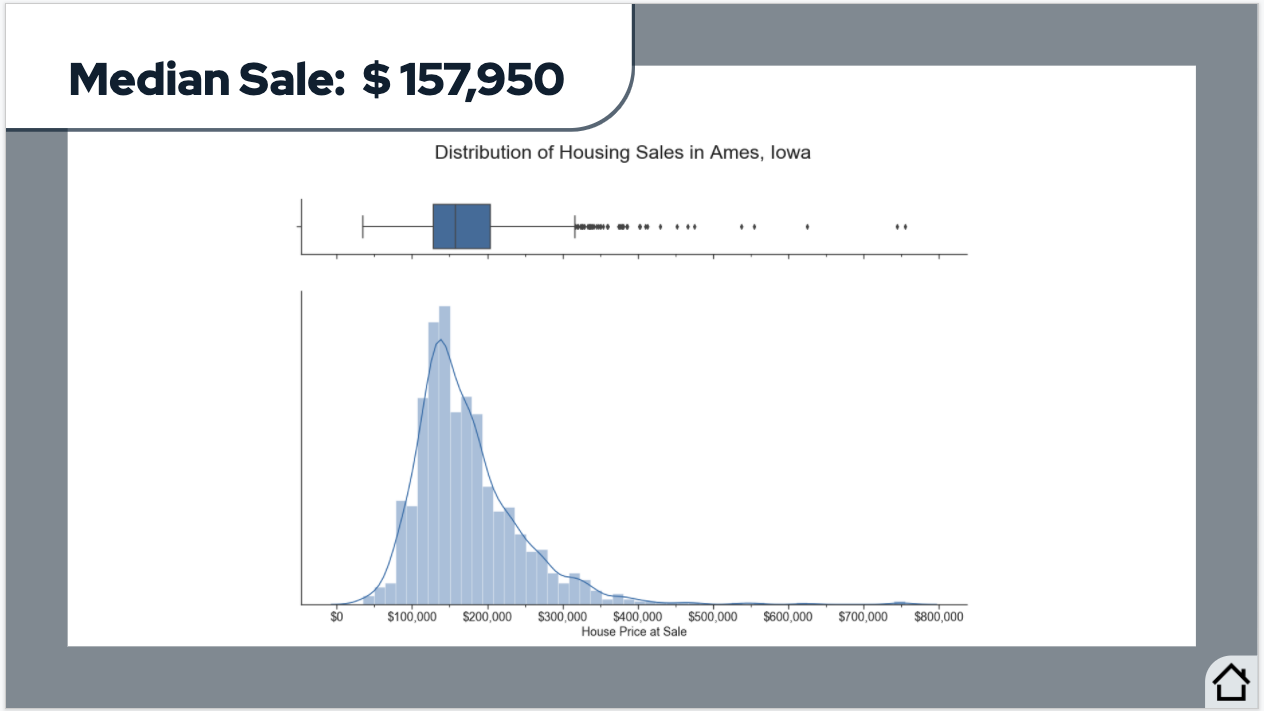 Median Sale: $ 157,950
Distribution of Housing Sales in Ames, Iowa
$0 $100,000 $200,000 $300,000 $400,000 $500,000 $600,000 $700,000 $800,000
House Price at Sale